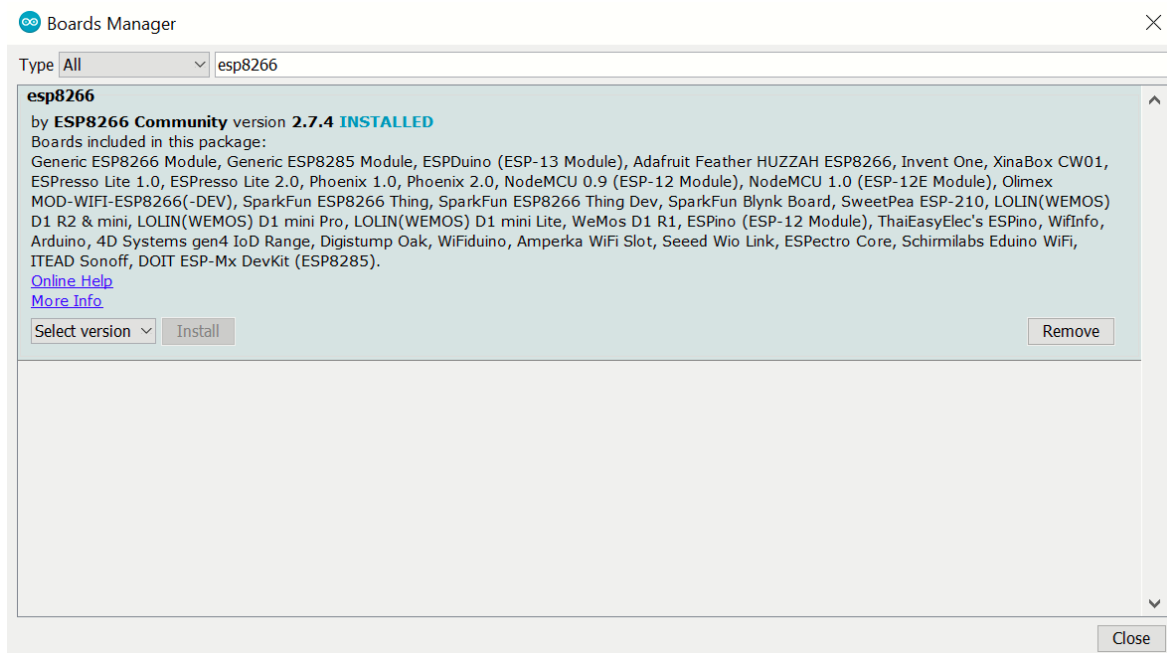 Boards Manager
Type All esp8266
esp8266
by ESP8266 Community version 2.7.4 INSTALLED
Boards included in this package:
Generic ESP8266 Module, Generic ESP8285 Module, ESPDuino (ESP-13 Module), Adafruit Feather HUZZAH ESP8266, Invent One, XinaBox CW01,
ESPresso Lite 1.0, ESPresso Lite 2.0, Phoenix 1.0, Phoenix 2.0, NodeMCU 0.9 (ESP-12 Module), NodeMCU 1.0 (ESP-12E Module), Olimex
MOD-WIFI-ESP8266(-DEV), SparkFun ESP8266 Thing, SparkFun ESP8266 Thing Dev, SparkFun Blynk Board, SweetPea ESP-210, LOLIN(WEMOS)
D1 R2 & mini, LOLIN(WEMOS) D1 mini Pro, LOLIN(WEMOS) D1 mini Lite, WeMos D1 R1, ESPino (ESP-12 Module), ThaiEasyElec's ESPino, WifInfo,
Arduino, 4D Systems gen4 IoD Range, Digistump Oak, WiFiduino, Amperka WiFi Slot, Seeed Wio Link, ESPectro Core, Schirmilabs Eduino WiFi,
ITEAD Sonoff, DOIT ESP-Mx DevKit (ESP8285).
Online Help
More Info
Select version Install Remove
Close